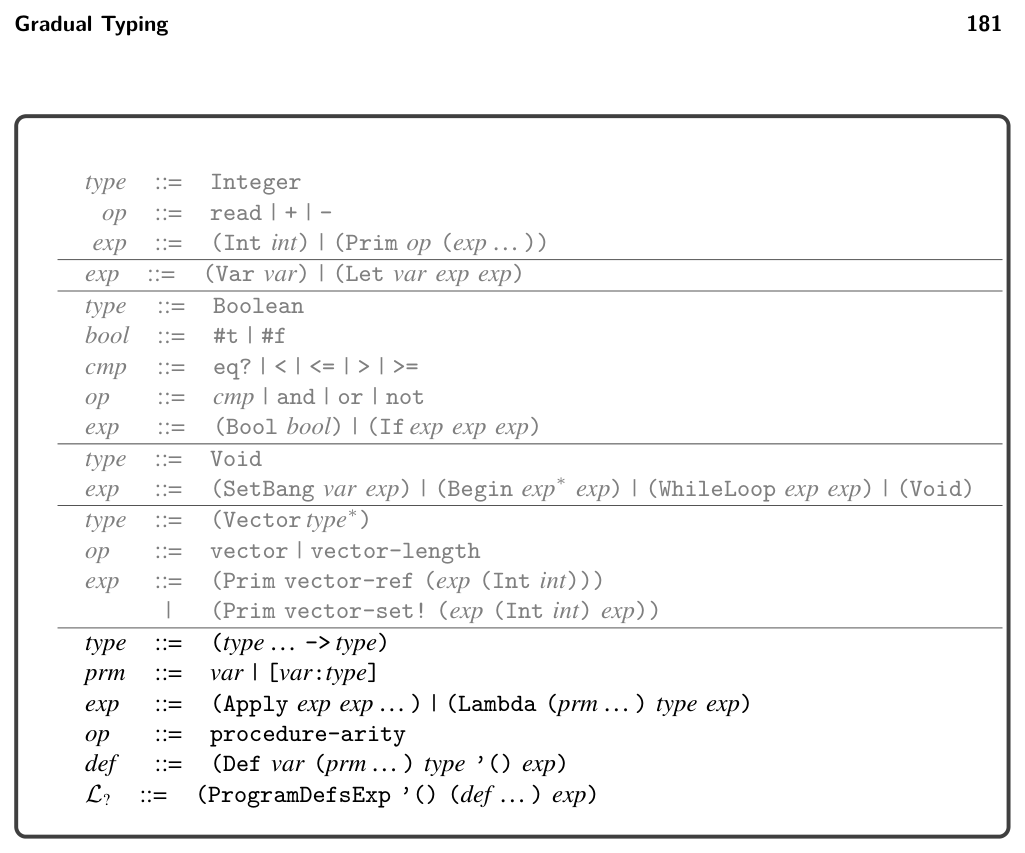 Gradual Typing 181
type ::= Integer
op ::= read | + | -
exp ::= (Int int) | (Prim op (exp ... ))
exp ::= (Var var) | (Let var exp exp)
type ::= Boolean
bool ::= #t | #f
cmp ::= eq? | < | <= | > | >=
op ::= cmp | and | or | not
exp ::= (Bool bool) | (If exp exp exp)
type ::= Void
exp ::= (SetBang var exp) | (Begin exp* exp) | (WhileLoop exp exp) | (Void)
type ::= (Vector type*)
op ::= vector | vector-length
exp ::= (Prim vector-ref (exp (Int int)))
| (Prim vector-set! (exp (Int int) exp))
type ::= (type ... -> type)
prm ::= var | [var:type]
exp ::= (Apply exp exp ... ) | (Lambda (prm ... ) type exp)
op ::= procedure-arity
def ::= (Def var (prm ... ) type ’() exp)
ℒ? ::= (ProgramDefsExp ’() (def ... ) exp)